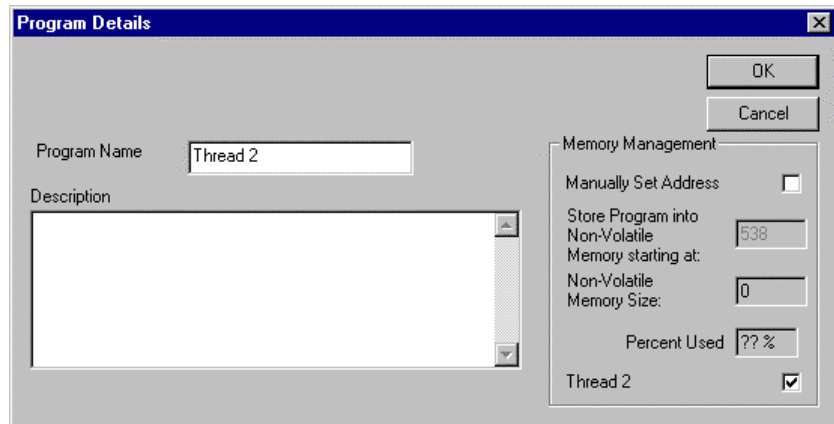 Program Details
OK
Cancel
Program Name
Thread 2
Description
Memory Management
Manually Set Address
Store Program into
Non-Volatile
Memory starting at:
538
Non-Volatile
Memory Size:
0
Percent Used
?? %
Thread 2